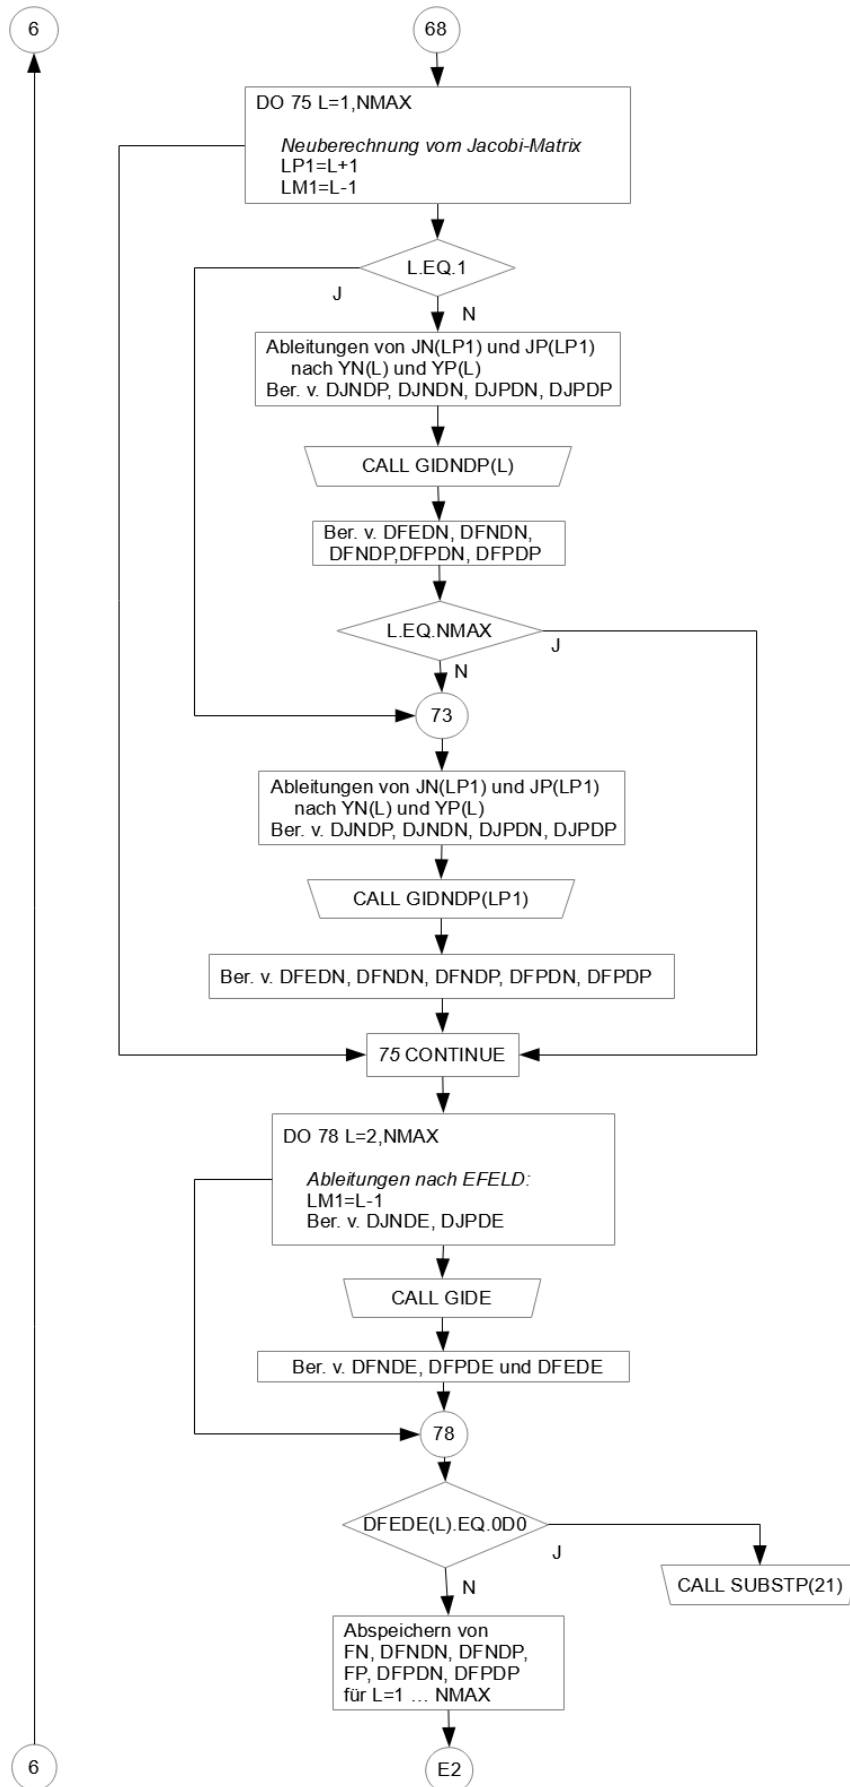 6
68
DO 75 L=1,NMAX
Neuberechnung vom Jacobi-Matrix
LP1=L+1
LM1=L-1
L.EQ.1
J
N
Ableitungen von JN(LP1) und JP(LP1)
nach YN(L) und YP(L)
Ber. v. DJNDP, DJNDN, DJPDN, DJPDP
CALL GIDNDP(L)
Ber. v. DFEDN, DFNDN,
DFNDP,DFPDN, DFPDP
L.EQ.NMAX
J
N
73
Ableitungen von JN(LP1) und JP(LP1)
nach YN(L) und YP(L)
Ber. v. DJNDP, DJNDN, DJPDN, DJPDP
CALL GIDNDP(LP1)
Ber. v. DFEDN, DFNDN, DFNDP, DFPDN, DFPDP
75 CONTINUE
DO 78 L=2,NMAX
Ableitungen nach EFELD:
LM1=L-1
Ber. v. DJNDE, DJPDE
CALL GIDE
Ber. v. DFNDE, DFPDE und DFEDE
78
DFEDE(L).EQ.0D0
J
CALL SUBSTP(21)
N
Abspeichern von
FN, DFNDN, DFNDP,
FP, DFPDN, DFPDP
für L=1 … NMAX
6
E2